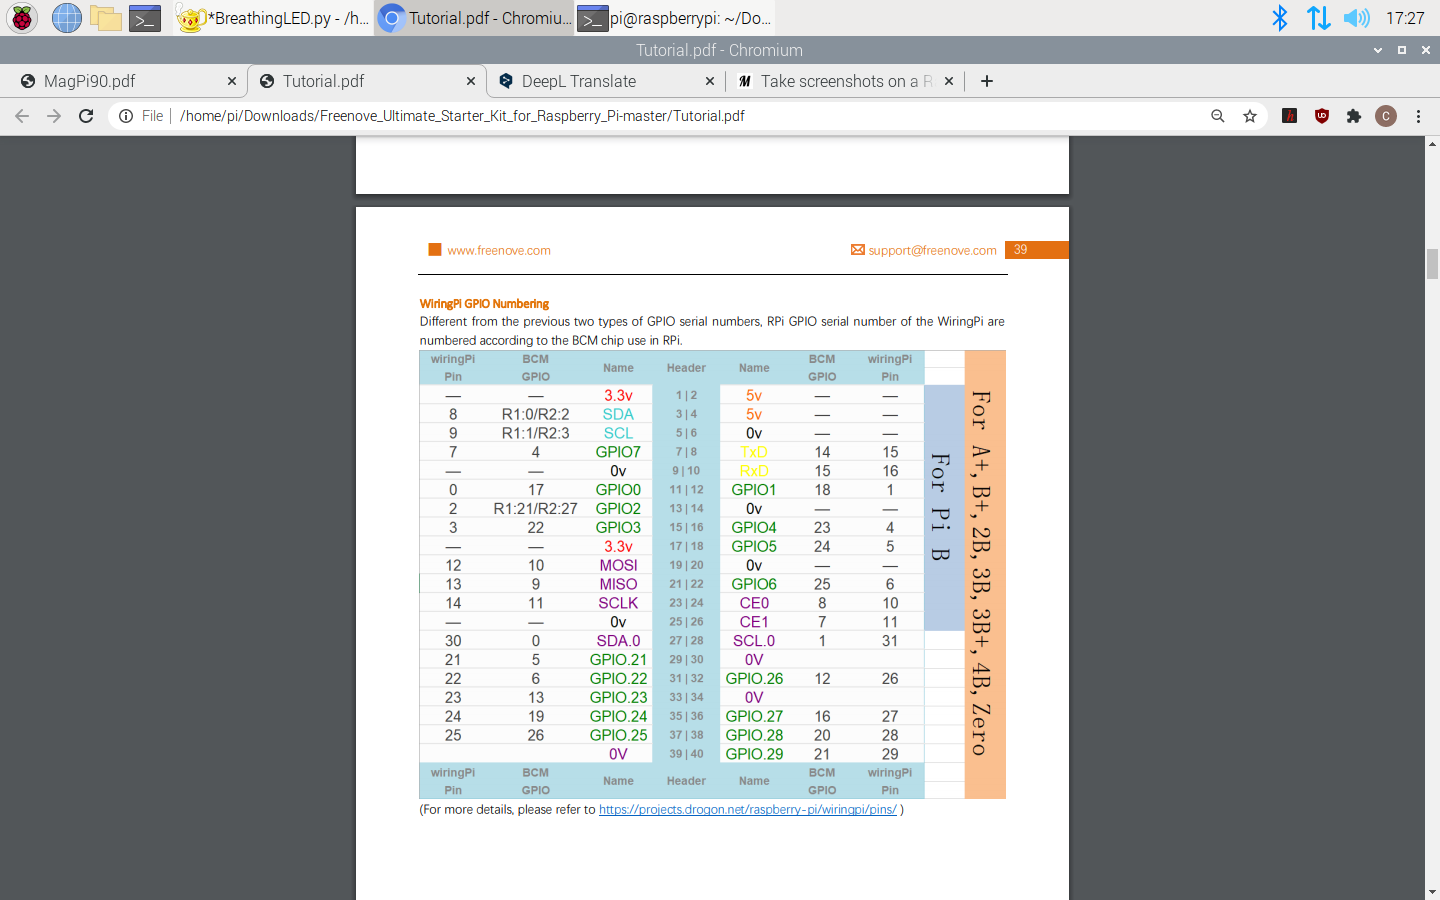 *BreathingLED.py - /h... Tutorial.pdf - Chromiu... pi@raspberrypi: ~/Do... 17:27
Tutorial.pdf - Chromium
MagPi90.pdf Tutorial.pdf DeepL Translate Take screenshots on a R
File /home/pi/Downloads/Freenove_Ultimate_Starter_Kit_for_Raspberry_Pi-master/Tutorial.pdf C
www.freenove.com support@freenove.com 39
WiringPi GPIO Numbering
Different from the previous two types of GPIO serial numbers, RPi GPIO serial number of the WiringPi are
numbered according to the BCM chip use in RPi.
wiringPi Pin BCM GPIO Name Header Name BCM GPIO wiringPi Pin
— — 3.3v 1 | 2 5v — —
8 R1:0/R2:2 SDA 3 | 4 5v — —
9 R1:1/R2:3 SCL 5 | 6 0v — —
7 4 GPIO7 7 | 8 TxD 14 15
— — 0v 9 | 10 RxD 15 16
0 17 GPIO0 11 | 12 GPIO1 18 1
2 R1:21/R2:27 GPIO2 13 | 14 0v — —
3 22 GPIO3 15 | 16 GPIO4 23 4
— — 3.3v 17 | 18 GPIO5 24 5
12 10 MOSI 19 | 20 0v — —
13 9 MISO 21 | 22 GPIO6 25 6
14 11 SCLK 23 | 24 CE0 8 10
— — 0v 25 | 26 CE1 7 11
30 0 SDA.0 27 | 28 SCL.0 1 31
21 5 GPIO.21 29 | 30 0V
22 6 GPIO.22 31 | 32 GPIO.26 12 26
23 13 GPIO.23 33 | 34 0V
24 19 GPIO.24 35 | 36 GPIO.27 16 27
25 26 GPIO.25 37 | 38 GPIO.28 20 28
0V 39 | 40 GPIO.29 21 29
wiringPi Pin BCM GPIO Name Header Name BCM GPIO wiringPi Pin
For Pi B
For A+, B+, 2B, 3B, 3B+, 4B, Zero
(For more details, please refer to https://projects.drogon.net/raspberry-pi/wiringpi/pins/ )